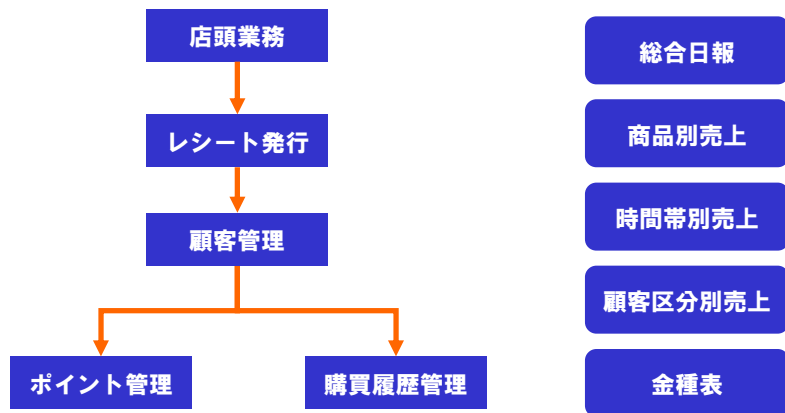 店頭業務
レシート発行
顧客管理
ポイント管理
購買履歴管理
総合日報
商品別売上
時間帯別売上
顧客区分別売上
金種表